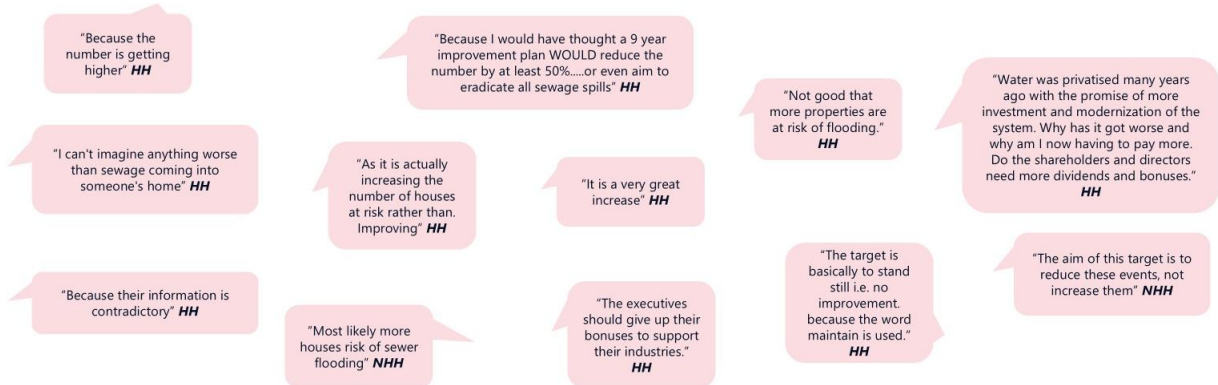 “Because the
number is getting
higher” HH
“Because I would have thought a 9 year
improvement plan WOULD reduce the
number by at least 50%.....or even aim to
eradicate all sewage spills” HH
“Not good that
more properties are
at risk of flooding.”
HH
“Water was privatised many years
ago with the promise of more
investment and modernization of the
system. Why has it got worse and
why am I now having to pay more.
Do the shareholders and directors
need more dividends and bonuses.”
HH
“I can't imagine anything worse
than sewage coming into
someone's home” HH
“As it is actually
increasing the
number of houses
at risk rather than.
Improving” HH
“It is a very great
increase” HH
“The target is
basically to stand
still i.e. no
improvement.
because the word
maintain is used.”
HH
“The aim of this target is to
reduce these events, not
increase them” NHH
“Because their information is
contradictory” HH
“Most likely more
houses risk of sewer
flooding” NHH
“The executives
should give up their
bonuses to support
their industries.”
HH